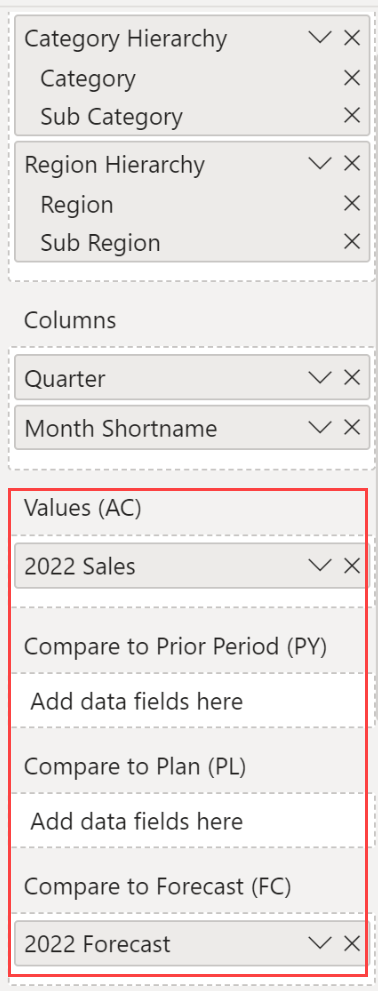 Category Hierarchy
Category
Sub Category
Region Hierarchy
Region
Sub Region
Columns
Quarter
Month Shortname
Values (AC)
2022 Sales
Compare to Prior Period (PY)
Add data fields here
Compare to Plan (PL)
Add data fields here
Compare to Forecast (FC)
2022 Forecast